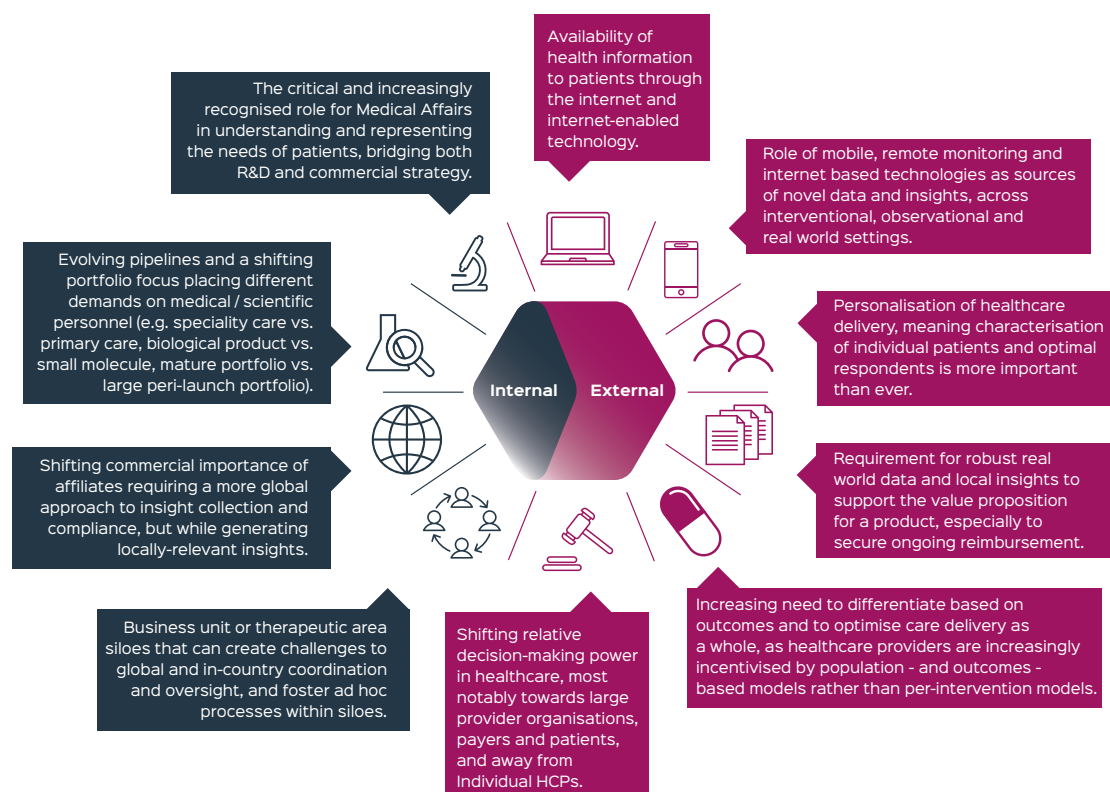 Availability of
health information
to patients through
the internet and
internet-enabled
technology.
The critical and increasingly
recognised role for Medical Affairs
in understanding and representing
the needs of patients, bridging both
R&D and commercial strategy.
Role of mobile, remote monitoring and
internet based technologies as sources
of novel data and insights, across
interventional, observational and
real world settings.
Evolving pipelines and a shifting
portfolio focus placing different
demands on medical / scientific
personnel (e.g. speciality care vs.
primary care, biological product vs.
small molecule, mature portfolio vs.
large peri-launch portfolio).
Personalisation of healthcare
delivery, meaning characterisation
of individual patients and optimal
respondents is more important
than ever.
Internal
External
Shifting commercial importance of
affiliates requiring a more global
approach to insight collection and
compliance, but while generating
locally-relevant insights.
Requirement for robust real
world data and local insights to
support the value proposition
for a product, especially to
secure ongoing reimbursement.
Business unit or therapeutic area
siloes that can create challenges to
global and in-country coordination
and oversight, and foster ad hoc
processes within siloes.
Shifting relative
decision-making power
in healthcare, most
notably towards large
provider organisations,
payers and patients,
and away from
Individual HCPs.
Increasing need to differentiate based on
outcomes and to optimise care delivery as
a whole, as healthcare providers are increasingly
incentivised by population - and outcomes -
based models rather than per-intervention models.